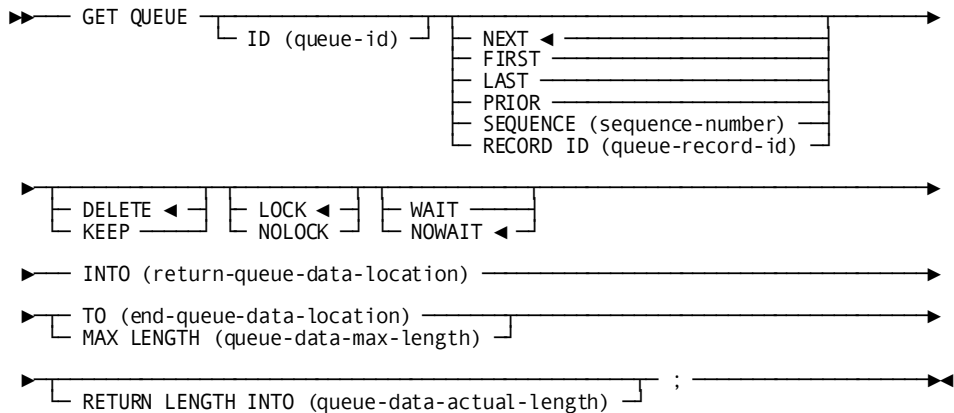 GET QUEUE
ID (queue-id)
NEXT ◄
FIRST
LAST
PRIOR
SEQUENCE (sequence-number)
RECORD ID (queue-record-id)
DELETE ◄ LOCK ◄ WAIT
KEEP NOLOCK NOWAIT ◄
INTO (return-queue-data-location)
TO (end-queue-data-location)
MAX LENGTH (queue-data-max-length)
;
RETURN LENGTH INTO (queue-data-actual-length)